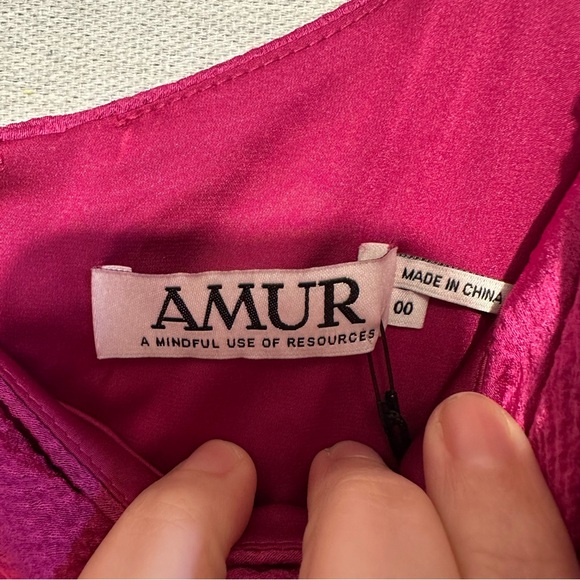 AMUR
A MINDFUL USE OF RESOURCES
MADE IN CHINA
00